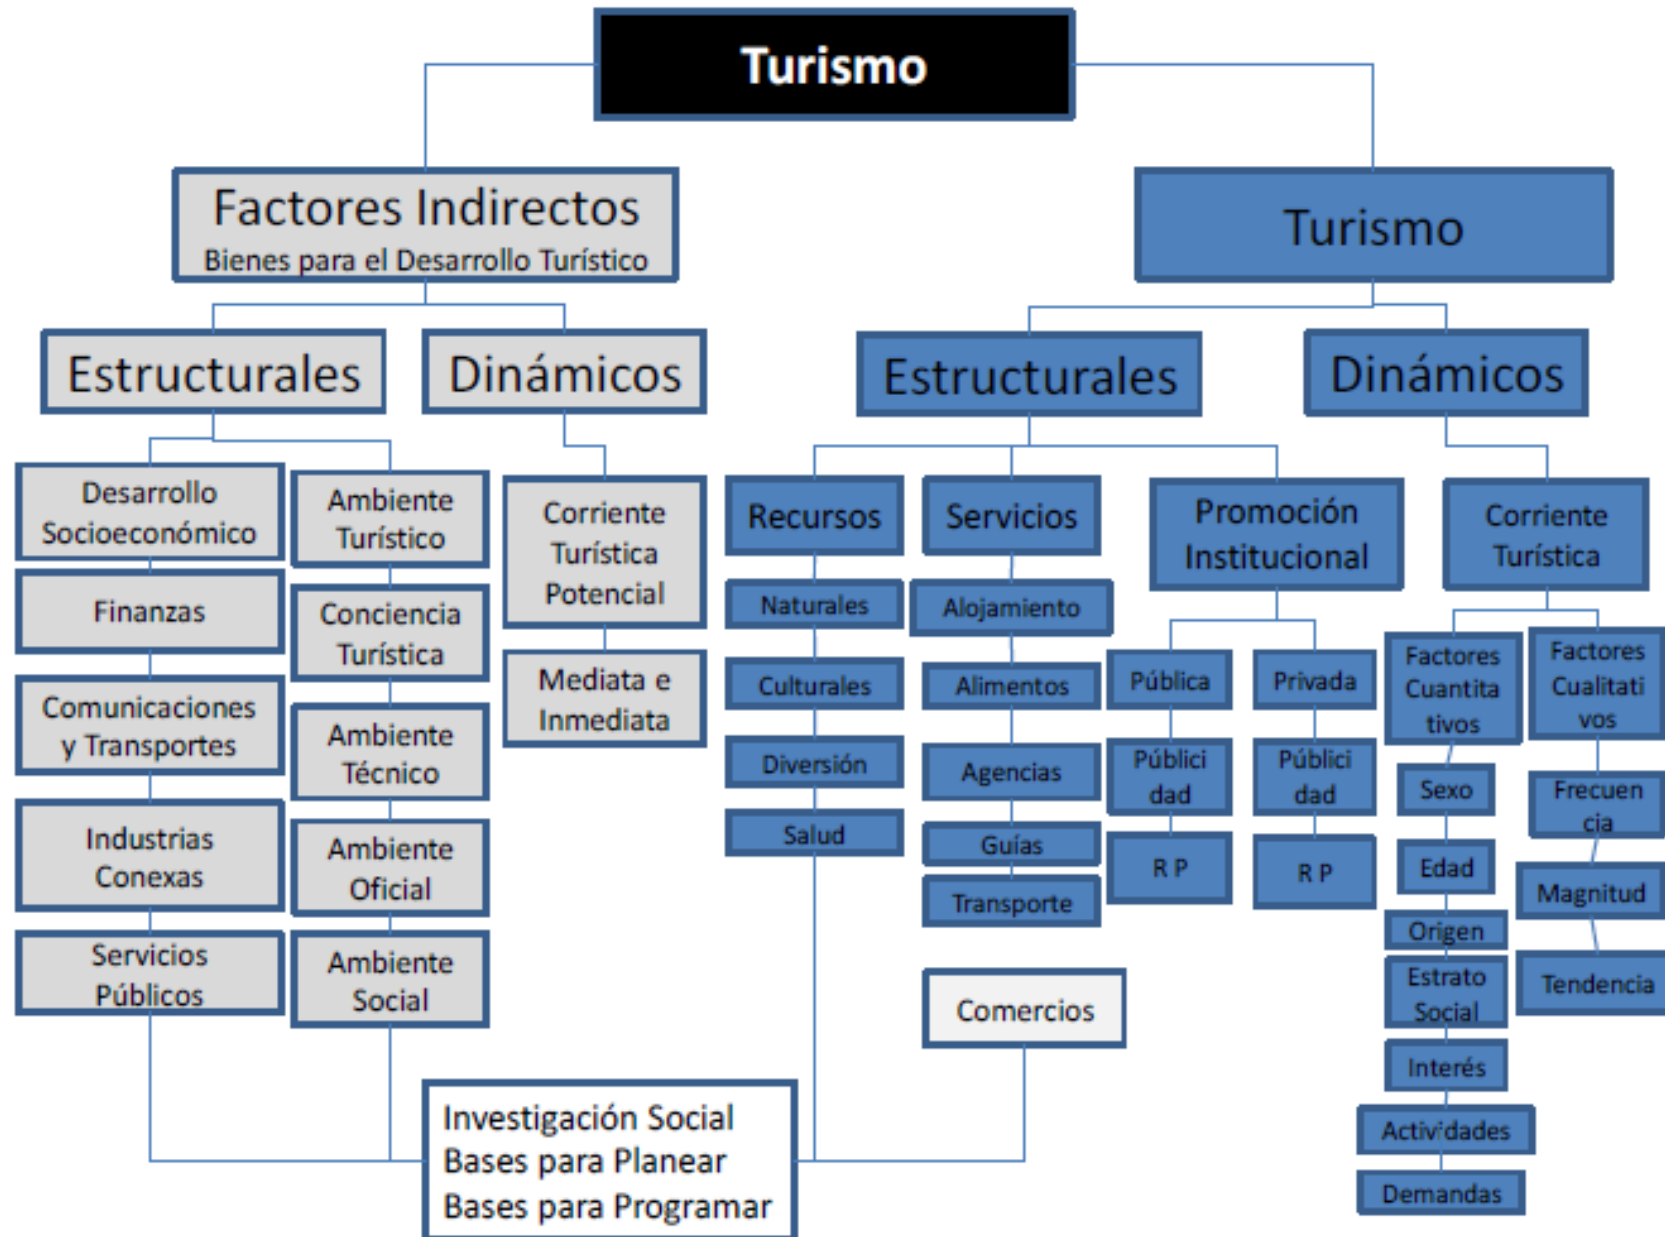 Turismo
Factores Indirectos
Bienes para el Desarrollo Turístico
Turismo
Estructurales
Dinámicos
Estructurales
Dinámicos
Desarrollo
Socioeconómico
Finanzas
Comunicaciones
y Transportes
Industrias
Conexas
Servicios
Públicos
Ambiente
Turístico
Conciencia
Turística
Ambiente
Técnico
Ambiente
Oficial
Ambiente
Social
Corriente
Turística
Potencial
Mediata e
Inmediata
Recursos
Naturales
Culturales
Diversión
Salud
Servicios
Alojamiento
Alimentos
Agencias
Guías
Transporte
Comercios
Promoción
Institucional
Pública
Públici
dad
R P
Privada
Públici
dad
R P
Corriente
Turística
Factores
Cuantita
tivos
Sexo
Edad
Origen
Estrato
Social
Interés
Actividades
Demandas
Factores
Cualitati
vos
Frecuen
cia
Magnitud
Tendencia
Investigación Social
Bases para Planear
Bases para Programar